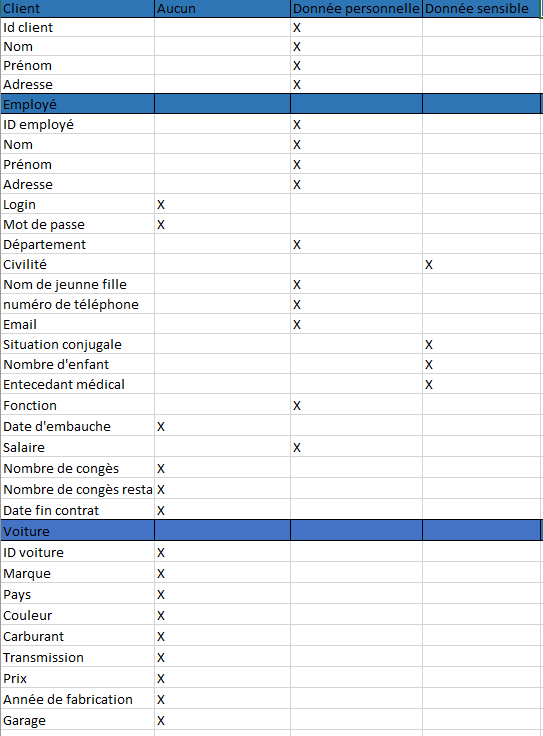 Client Aucun Donnée personnelle Donnée sensible
Id client X
Nom X
Prénom X
Adresse X
Employé
ID employé X
Nom X
Prénom X
Adresse X
Login X
Mot de passe X
Département X
Civilité X
Nom de jeunne fille X
numéro de téléphone X
Email X
Situation conjugale X
Nombre d'enfant X
Entecedant médical X
Fonction X
Date d'embauche X
Salaire X
Nombre de congès X
Nombre de congès resta X
Date fin contrat X
Voiture
ID voiture X
Marque X
Pays X
Couleur X
Carburant X
Transmission X
Prix X
Année de fabrication X
Garage X